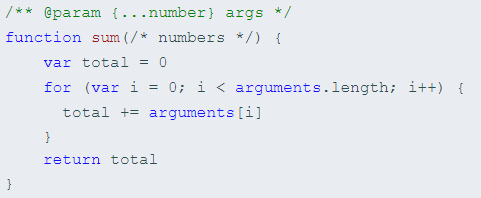 /** @param {...number} args */
function sum(/* numbers */) {
    var total = 0
    for (var i = 0; i < arguments.length; i++) {
      total += arguments[i]
    }
    return total
}